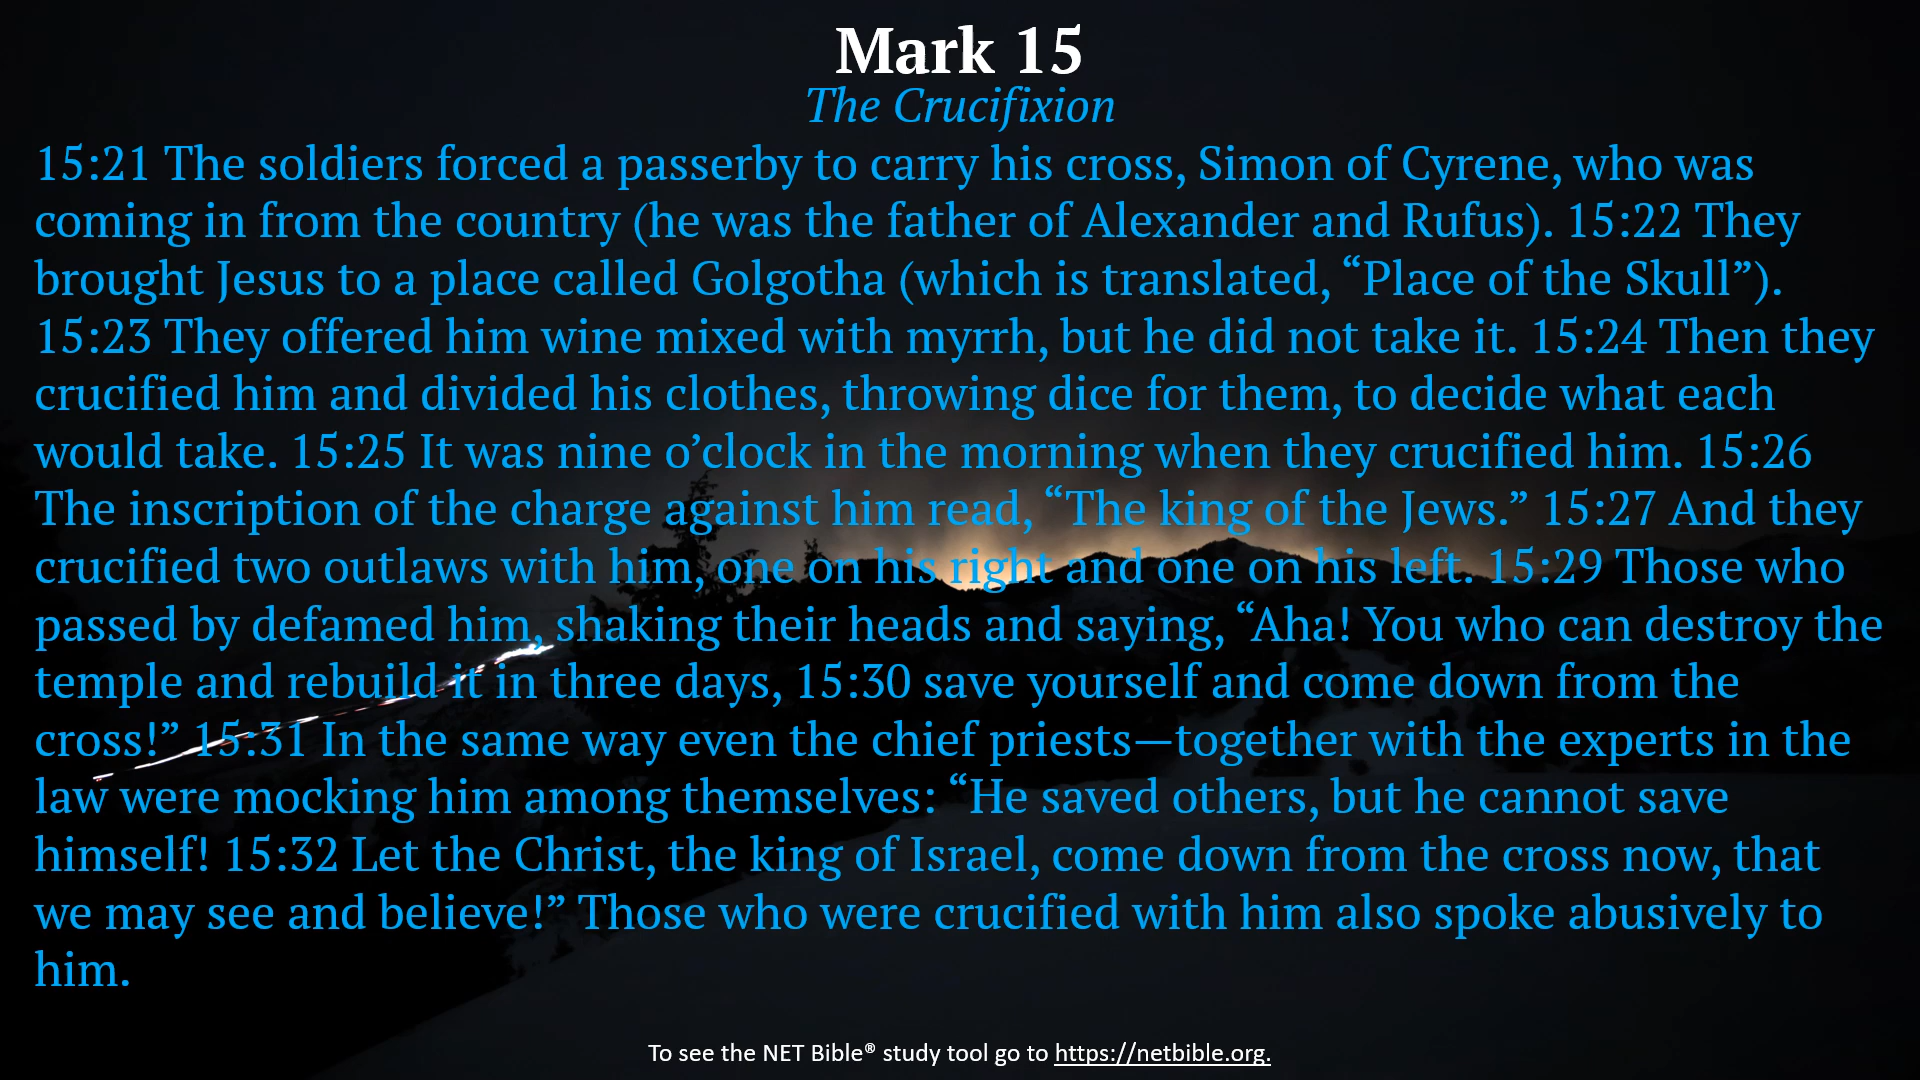 Mark 15
The Crucifixion
15:21 The soldiers forced a passerby to carry his cross, Simon of Cyrene, who was
coming in from the country (he was the father of Alexander and Rufus). 15:22 They
brought Jesus to a place called Golgotha (which is translated, “Place of the Skull”).
15:23 They offered him wine mixed with myrrh, but he did not take it. 15:24 Then they
crucified him and divided his clothes, throwing dice for them, to decide what each
would take. 15:25 It was nine o’clock in the morning when they crucified him. 15:26
The inscription of the charge against him read, “The king of the Jews.” 15:27 And they
crucified two outlaws with him, one on his right and one on his left. 15:29 Those who
passed by defamed him, shaking their heads and saying, “Aha! You who can destroy the
temple and rebuild it in three days, 15:30 save yourself and come down from the
cross!” 15:31 In the same way even the chief priests—together with the experts in the
law were mocking him among themselves: “He saved others, but he cannot save
himself! 15:32 Let the Christ, the king of Israel, come down from the cross now, that
we may see and believe!” Those who were crucified with him also spoke abusively to
him.
To see the NET Bible® study tool go to https://netbible.org.